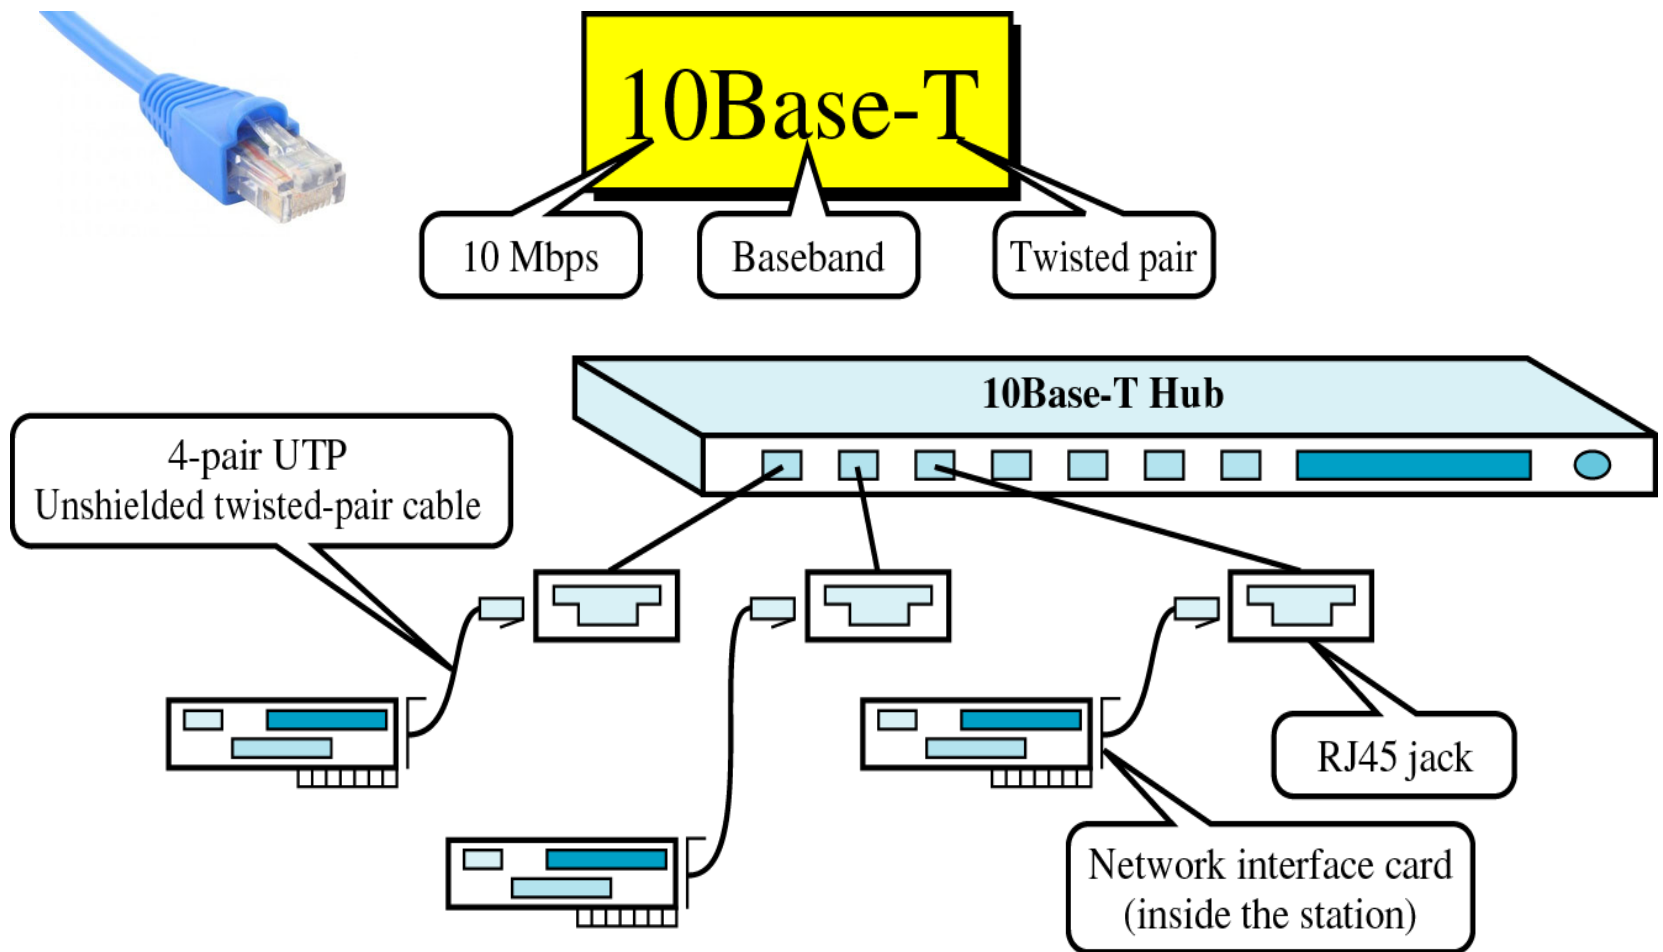 10Base-T
10 Mbps
Baseband
Twisted pair
10Base-T Hub
4-pair UTP
Unshielded twisted-pair cable
RJ45 jack
Network interface card
(inside the station)